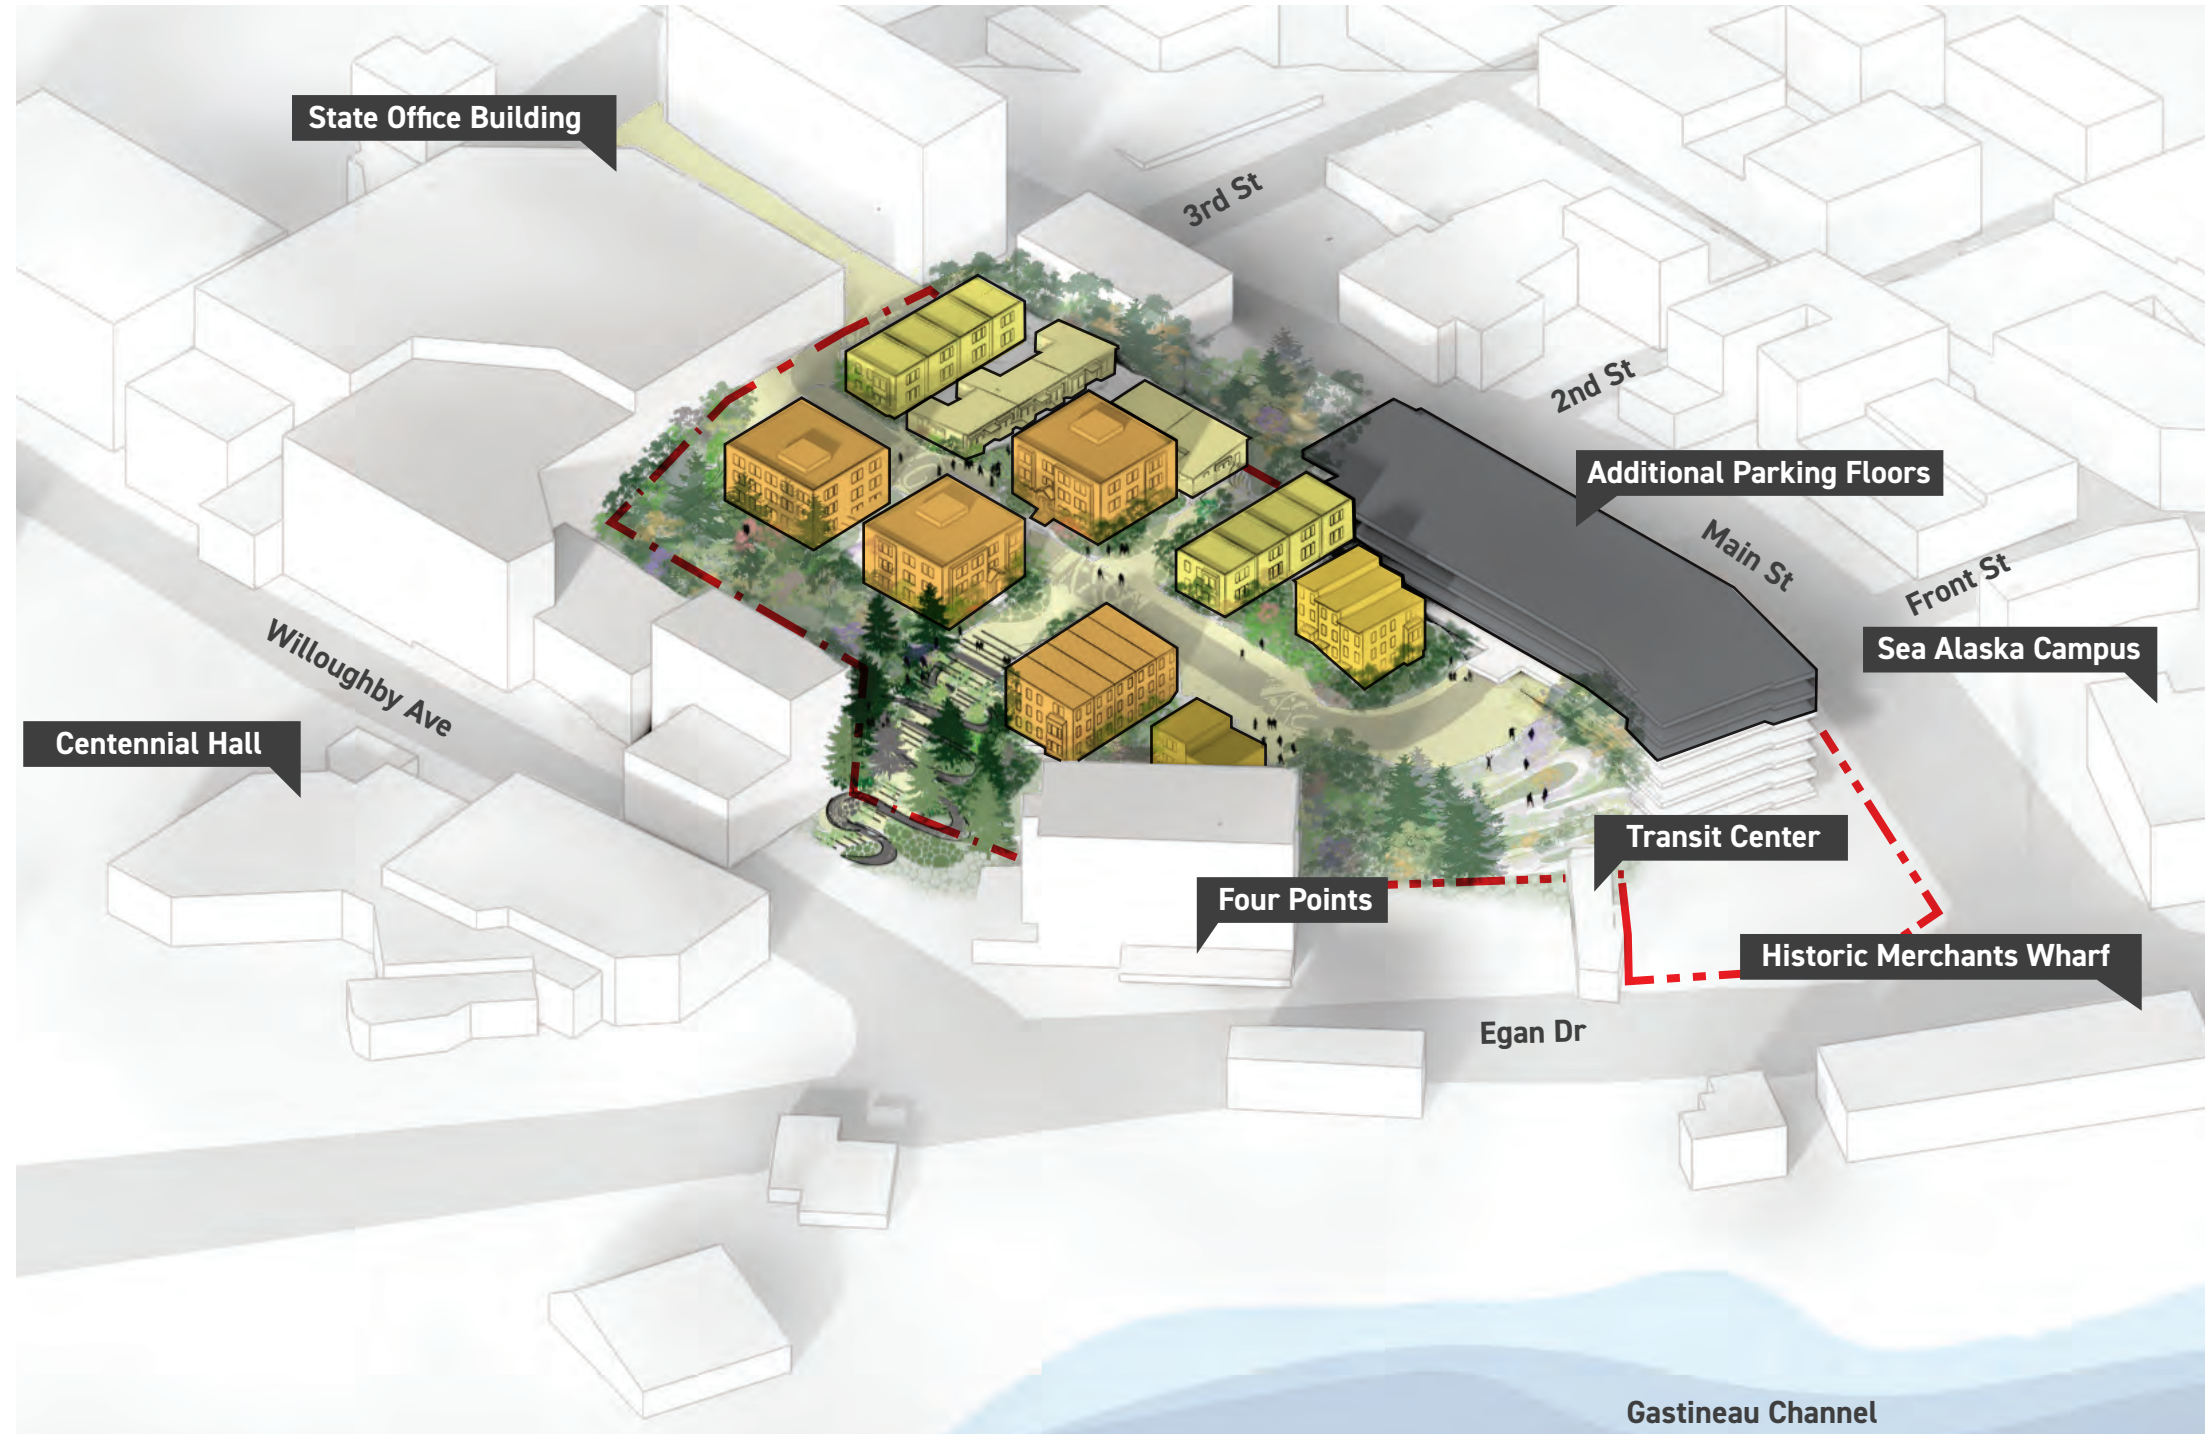 State Office Building
3rd St
2nd St
Additional Parking Floors
Main St
Front St
Sea Alaska Campus
Willoughby Ave
Centennial Hall
Transit Center
Four Points
Historic Merchants Wharf
Egan Dr
Gastineau Channel